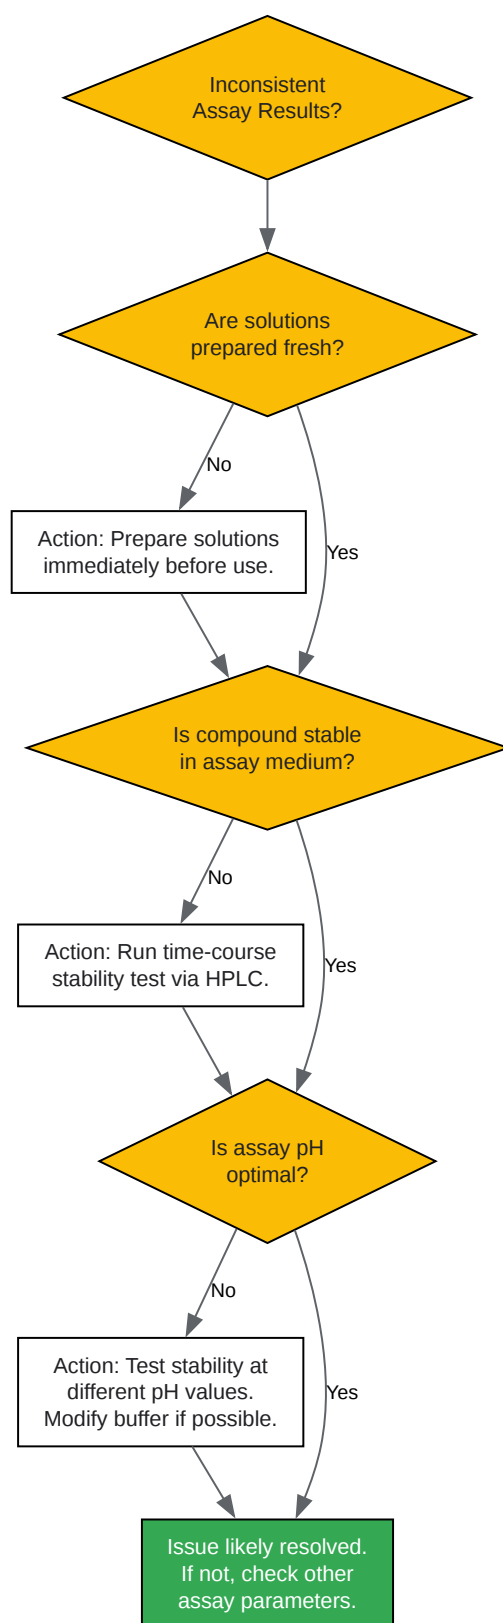 Inconsistent
Assay Results?
Are solutions
prepared fresh?
No
Yes
Action: Prepare solutions
immediately before use.
Is compound stable
in assay medium?
No
Yes
Action: Run time-course
stability test via HPLC.
Is assay pH
optimal?
No
Yes
Action: Test stability at
different pH values.
Modify buffer if possible.
Issue likely resolved.
If not, check other
assay parameters.